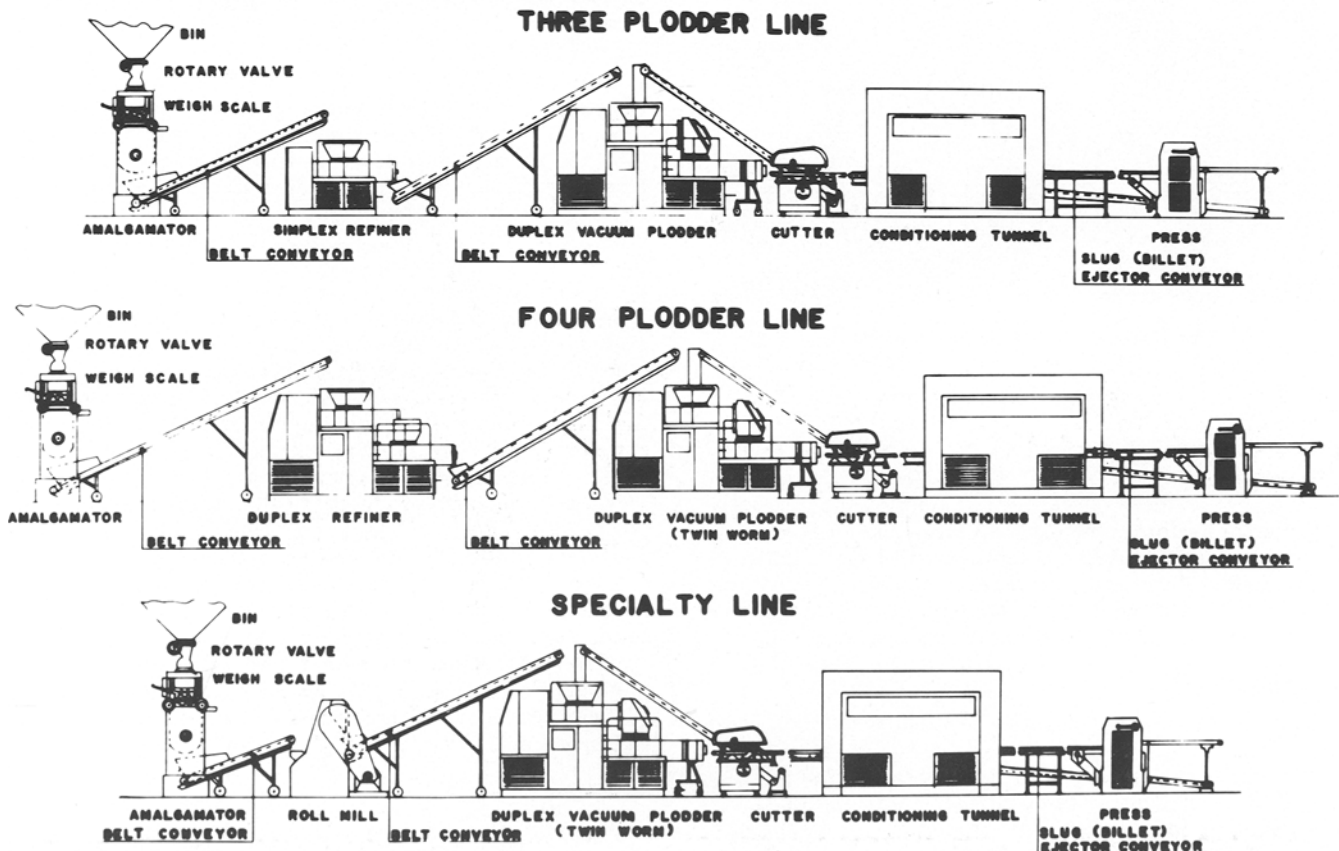 THREE PLODDER LINE
BIN
ROTARY VALVE
WEIGH SCALE
AMALGAMATOR
SIMPLEX REFINER
DUPLEX VACUUM PLODDER
CUTTER
CONDITIONING TUNNEL
PRESS
BELT CONVEYOR
BELT CONVEYOR
SLUG (BILLET)
EJECTOR CONVEYOR
FOUR PLODDER LINE
BIN
ROTARY VALVE
WEIGH SCALE
AMALGAMATOR
DUPLEX REFINER
DUPLEX VACUUM PLODDER
(TWIN WORM)
CUTTER
CONDITIONING TUNNEL
PRESS
BELT CONVEYOR
BELT CONVEYOR
SLUG (BILLET)
EJECTOR CONVEYOR
SPECIALTY LINE
BIN
ROTARY VALVE
WEIGH SCALE
AMALGAMATOR
ROLL MILL
DUPLEX VACUUM PLODDER
(TWIN WORM)
CUTTER
CONDITIONING TUNNEL
PRESS
BELT CONVEYOR
BELT CONVEYOR
SLUG (BILLET)
EJECTOR CONVEYOR